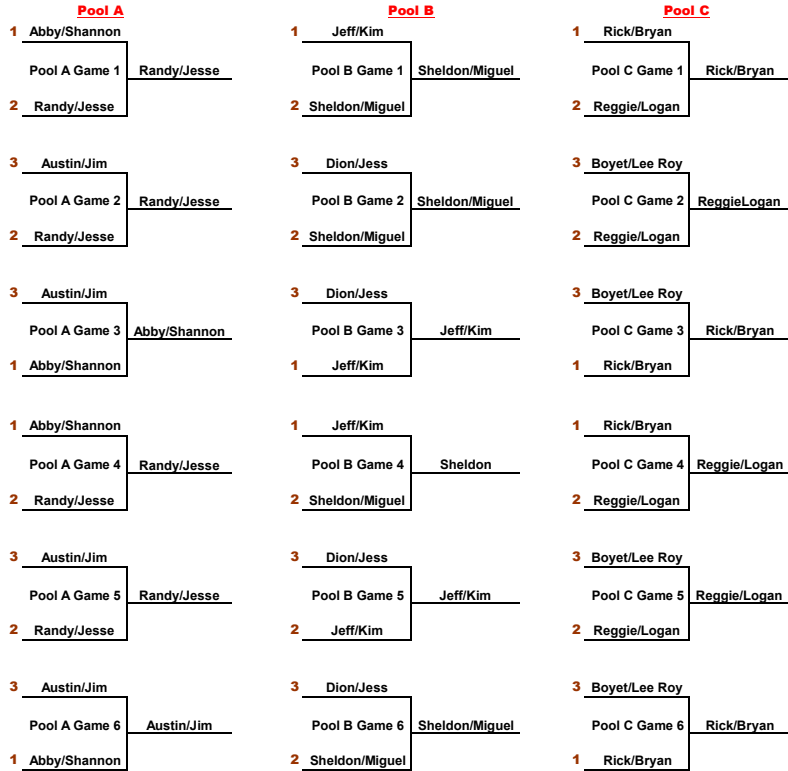 Pool A
1 Abby/Shannon
Pool A Game 1 Randy/Jesse
2 Randy/Jesse
3 Austin/Jim
Pool A Game 2 Randy/Jesse
2 Randy/Jesse
3 Austin/Jim
Pool A Game 3 Abby/Shannon
1 Abby/Shannon
1 Abby/Shannon
Pool A Game 4 Randy/Jesse
2 Randy/Jesse
3 Austin/Jim
Pool A Game 5 Randy/Jesse
2 Randy/Jesse
3 Austin/Jim
Pool A Game 6 Austin/Jim
1 Abby/Shannon
Pool B
1 Jeff/Kim
Pool B Game 1 Sheldon/Miguel
2 Sheldon/Miguel
3 Dion/Jess
Pool B Game 2 Sheldon/Miguel
2 Sheldon/Miguel
3 Dion/Jess
Pool B Game 3 Jeff/Kim
1 Jeff/Kim
1 Jeff/Kim
Pool B Game 4 Sheldon
2 Sheldon/Miguel
3 Dion/Jess
Pool B Game 5 Jeff/Kim
2 Jeff/Kim
3 Dion/Jess
Pool B Game 6 Sheldon/Miguel
2 Sheldon/Miguel
Pool C
1 Rick/Bryan
Pool C Game 1 Rick/Bryan
2 Reggie/Logan
3 Boyet/Lee Roy
Pool C Game 2 ReggieLogan
2 Reggie/Logan
3 Boyet/Lee Roy
Pool C Game 3 Rick/Bryan
1 Rick/Bryan
1 Rick/Bryan
Pool C Game 4 Reggie/Logan
2 Reggie/Logan
3 Boyet/Lee Roy
Pool C Game 5 Reggie/Logan
2 Reggie/Logan
3 Boyet/Lee Roy
Pool C Game 6 Rick/Bryan
1 Rick/Bryan